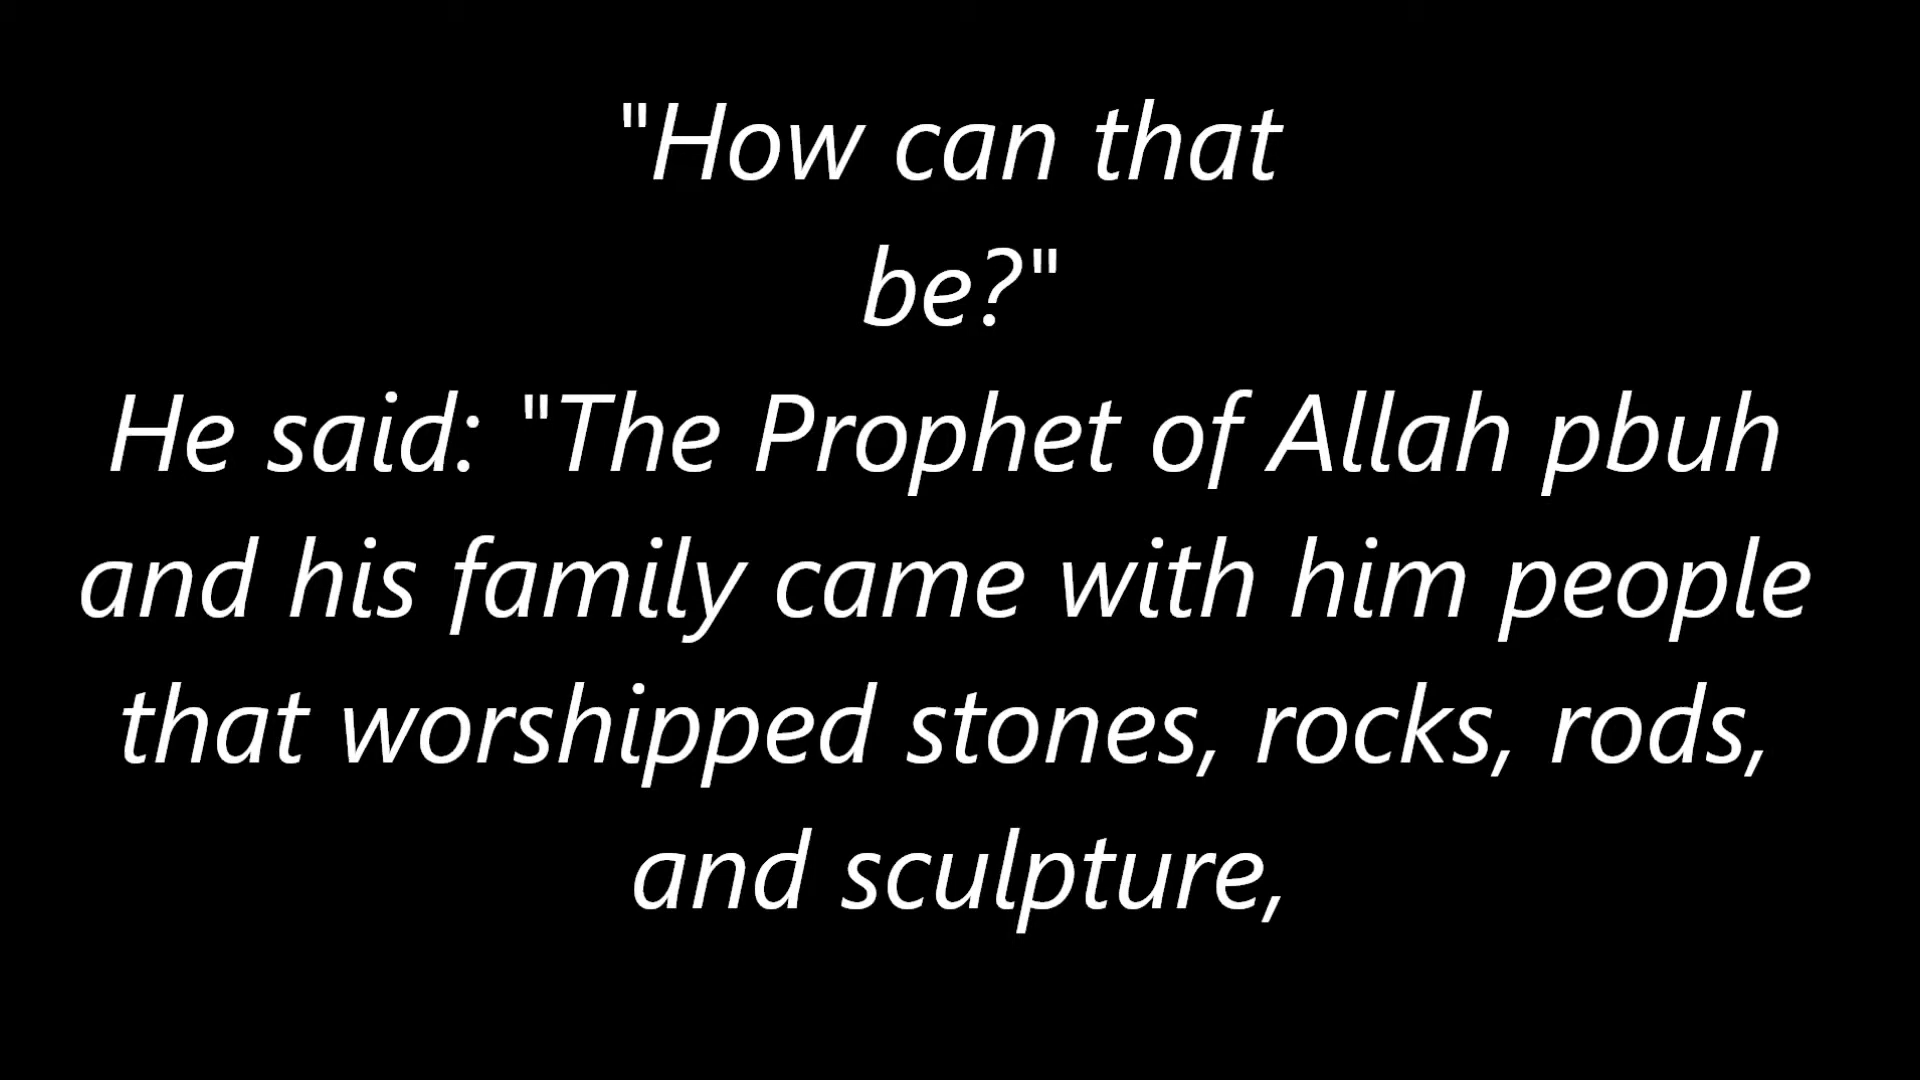 "How can that
be?"
He said: "The Prophet of Allah pbuh
and his family came with him people
that worshipped stones, rocks, rods,
and sculpture,